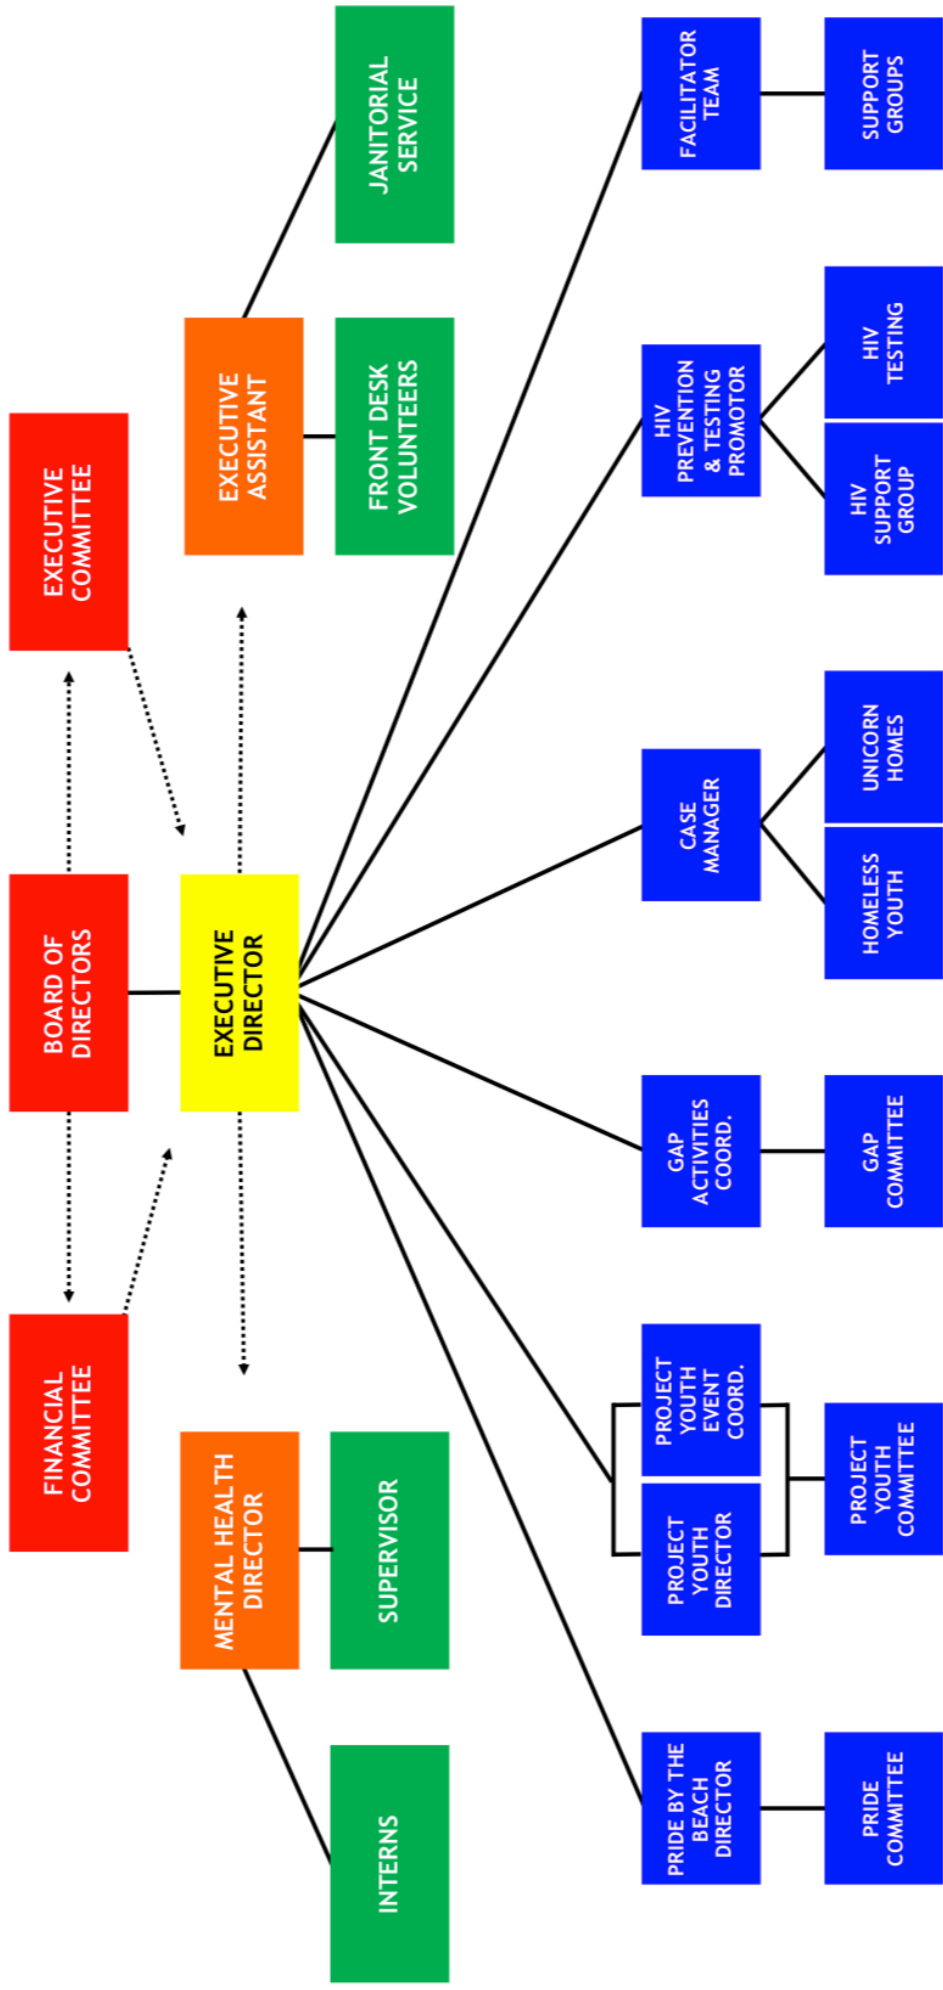 FINANCIAL
COMMITTEE
BOARD OF
DIRECTORS
EXECUTIVE
COMMITTEE
MENTAL HEALTH
DIRECTOR
EXECUTIVE
DIRECTOR
EXECUTIVE
ASSISTANT
INTERNS
SUPERVISOR
FRONT DESK
VOLUNTEERS
JANITORIAL
SERVICE
PRIDE BY THE
BEACH
DIRECTOR
PROJECT
YOUTH
DIRECTOR
PROJECT
YOUTH
EVENT
COORD.
GAP
ACTIVITIES
COORD.
CASE
MANAGER
HIV
PREVENTION
& TESTING
PROMOTOR
FACILITATOR
TEAM
PRIDE
COMMITTEE
PROJECT
YOUTH
COMMITTEE
GAP
COMMITTEE
HOMELESS
YOUTH
UNICORN
HOMES
HIV
SUPPORT
GROUP
HIV
TESTING
SUPPORT
GROUPS